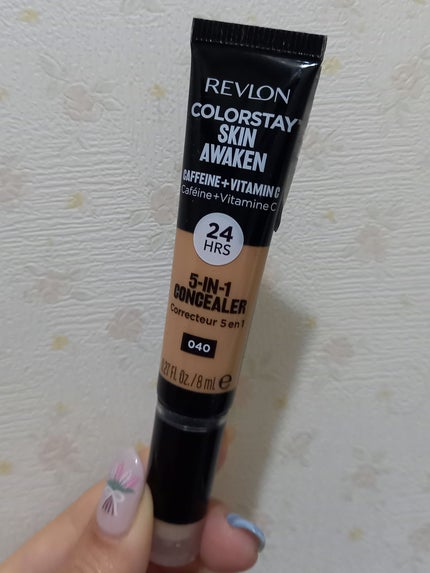 REVLON
COLORSTAY™
SKIN
AWAKEN
CAFFEINE+VITAMIN C
Caféine+Vitamine C
24
HRS
5-IN-1
CONCEALER
Correcteur 5 en 1
040
.27 Fl. Oz./8 mL ℮